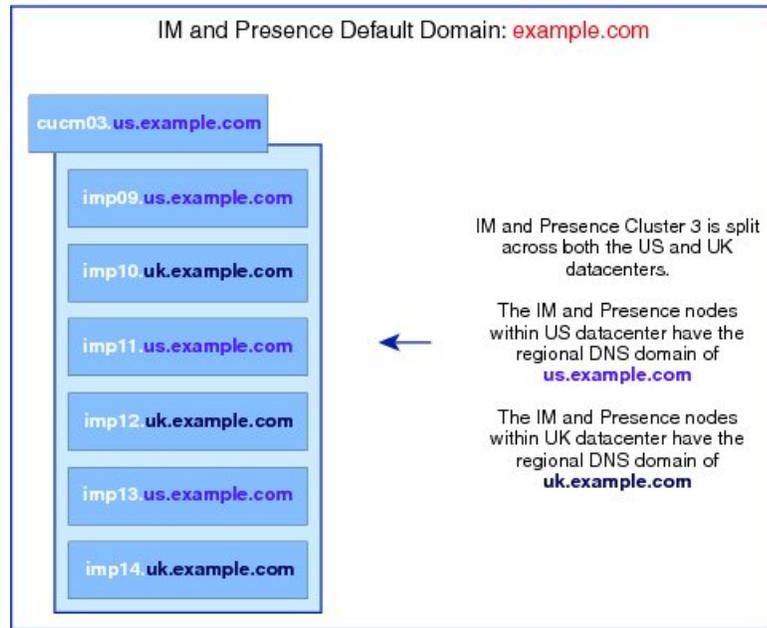 IM and Presence Default Domain: example.com
cucm03.us.example.com
imp09.us.example.com
imp10.uk.example.com
imp11.us.example.com
imp12.uk.example.com
imp13.us.example.com
imp14.uk.example.com
IM and Presence Cluster 3 is split
across both the US and UK
datacenters.
The IM and Presence nodes
within US datacenter have the
regional DNS domain of
us.example.com
The IM and Presence nodes
within UK datacenter have the
regional DNS domain of
uk.example.com